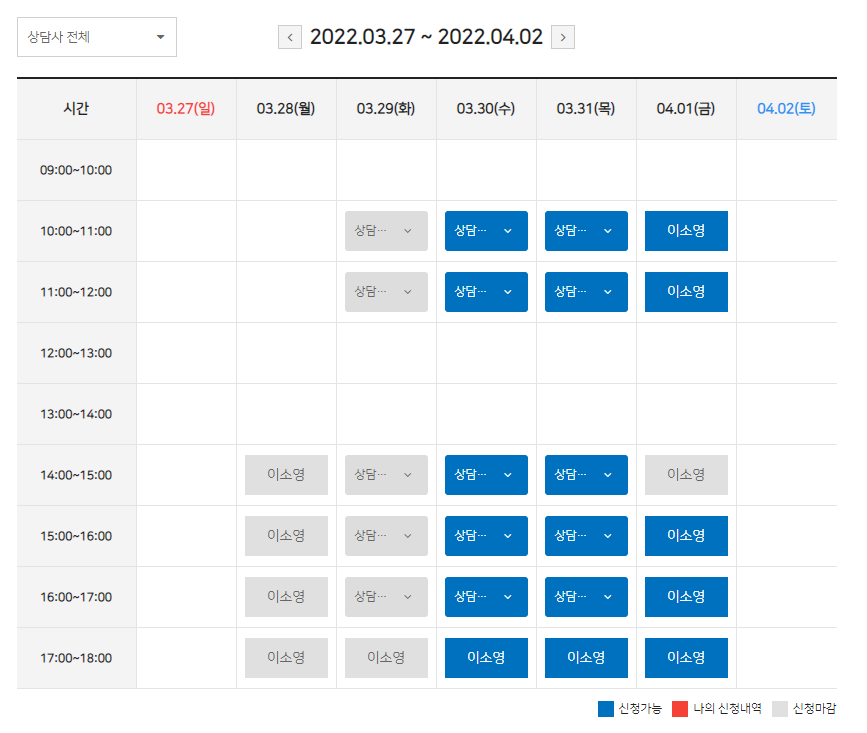 상담사 전체
2022.03.27 ~ 2022.04.02
시간 03.27(일) 03.28(월) 03.29(화) 03.30(수) 03.31(목) 04.01(금) 04.02(토)
09:00~10:00
10:00~11:00 상담… 상담… 상담… 이소영
11:00~12:00 상담… 상담… 상담… 이소영
12:00~13:00
13:00~14:00
14:00~15:00 이소영 상담… 상담… 상담… 이소영
15:00~16:00 이소영 상담… 상담… 상담… 이소영
16:00~17:00 이소영 상담… 상담… 상담… 이소영
17:00~18:00 이소영 이소영 이소영 이소영 이소영
신청가능 나의 신청내역 신청마감